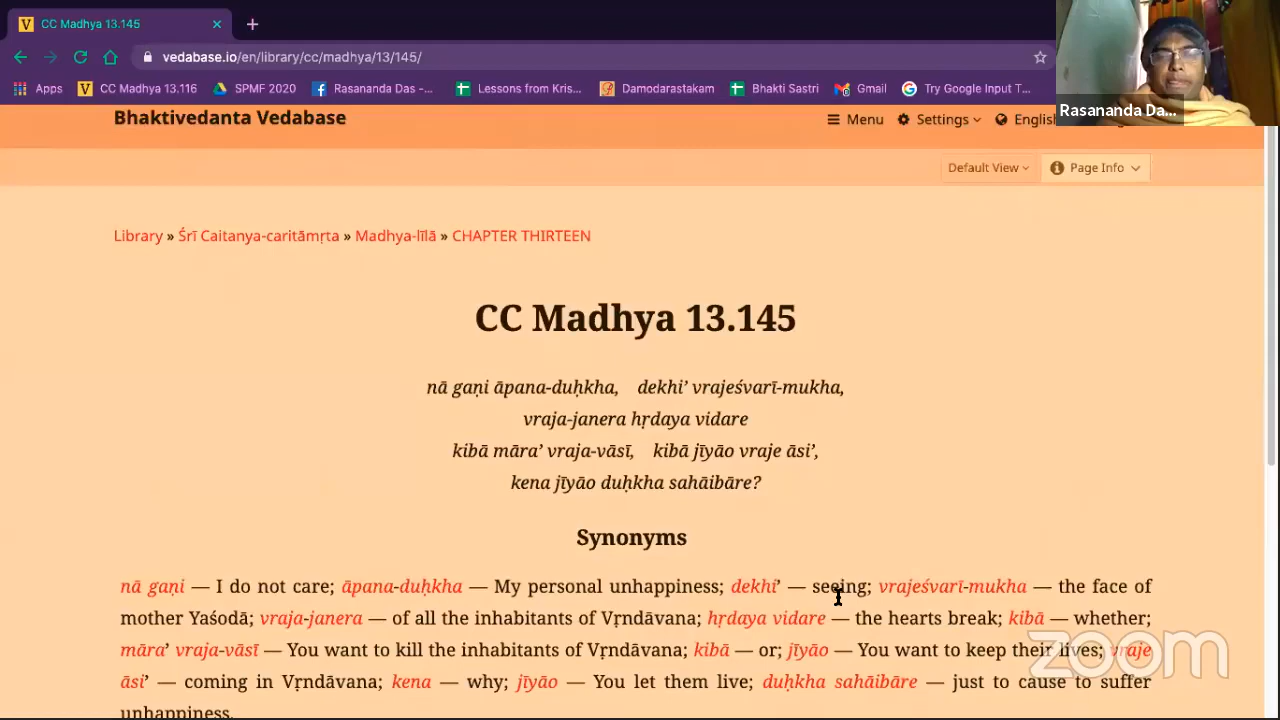 CC Madhya 13.145
vedabase.io/en/library/cc/madhya/13/145/
Apps CC Madhya 13.116 SPMF 2020 Rasananda Das -... Lessons from Kris... Damodarastakam Bhakti Sastri Gmail Try Google Input T...
Rasananda Da...
Bhaktivedanta Vedabase Menu Settings English
Default View Page Info
Library » Śrī Caitanya-caritāmṛta » Madhya-līlā » CHAPTER THIRTEEN
CC Madhya 13.145
nā gaṇi āpana-duḥkha, dekhi’ vrajeśvarī-mukha,
vraja-janera hṛdaya vidare
kibā māra’ vraja-vāsī, kibā jīyāo vraje āsi’,
kena jīyāo duḥkha sahāibāre?
Synonyms
nā gaṇi — I do not care; āpana-duḥkha — My personal unhappiness; dekhi’ — seeing; vrajeśvarī-mukha — the face of
mother Yaśodā; vraja-janera — of all the inhabitants of Vṛndāvana; hṛdaya vidare — the hearts break; kibā — whether;
māra’ vraja-vāsī — You want to kill the inhabitants of Vṛndāvana; kibā — or; jīyāo — You want to keep their lives; vraje
āsi’ — coming in Vṛndāvana; kena — why; jīyāo — You let them live; duḥkha sahāibāre — just to cause to suffer
unhappiness.
zoom